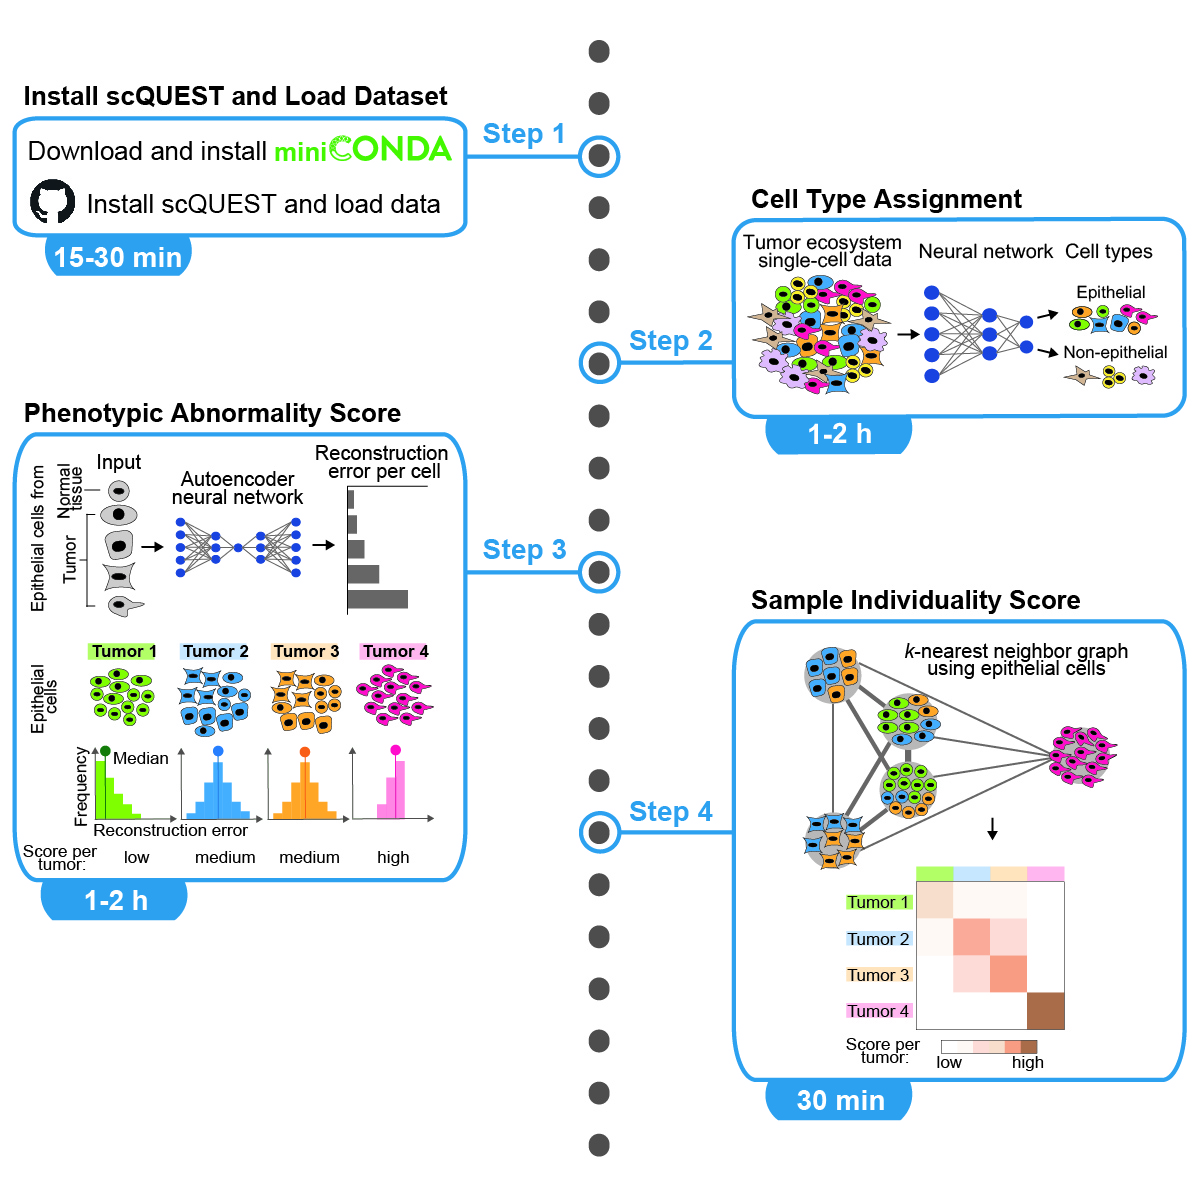 Install scQUEST and Load Dataset
Step 1
Download and install miniCONDA
Install scQUEST and load data
15-30 min
Cell Type Assignment
Step 2
Tumor ecosystem
single-cell data
Neural network
Cell types
Epithelial
Non-epithelial
1-2 h
Phenotypic Abnormality Score
Step 3
Epithelial cells from
Normal
tissue
Tumor
Input
Autoencoder
neural network
Reconstruction
error per cell
Tumor 1
Tumor 2
Tumor 3
Tumor 4
Epithelial
cells
Frequency
Median
Reconstruction error
Score per
tumor:
low
medium
medium
high
1-2 h
Sample Individuality Score
Step 4
k-nearest neighbor graph
using epithelial cells
Tumor 1
Tumor 2
Tumor 3
Tumor 4
Score per
tumor:
low
high
30 min